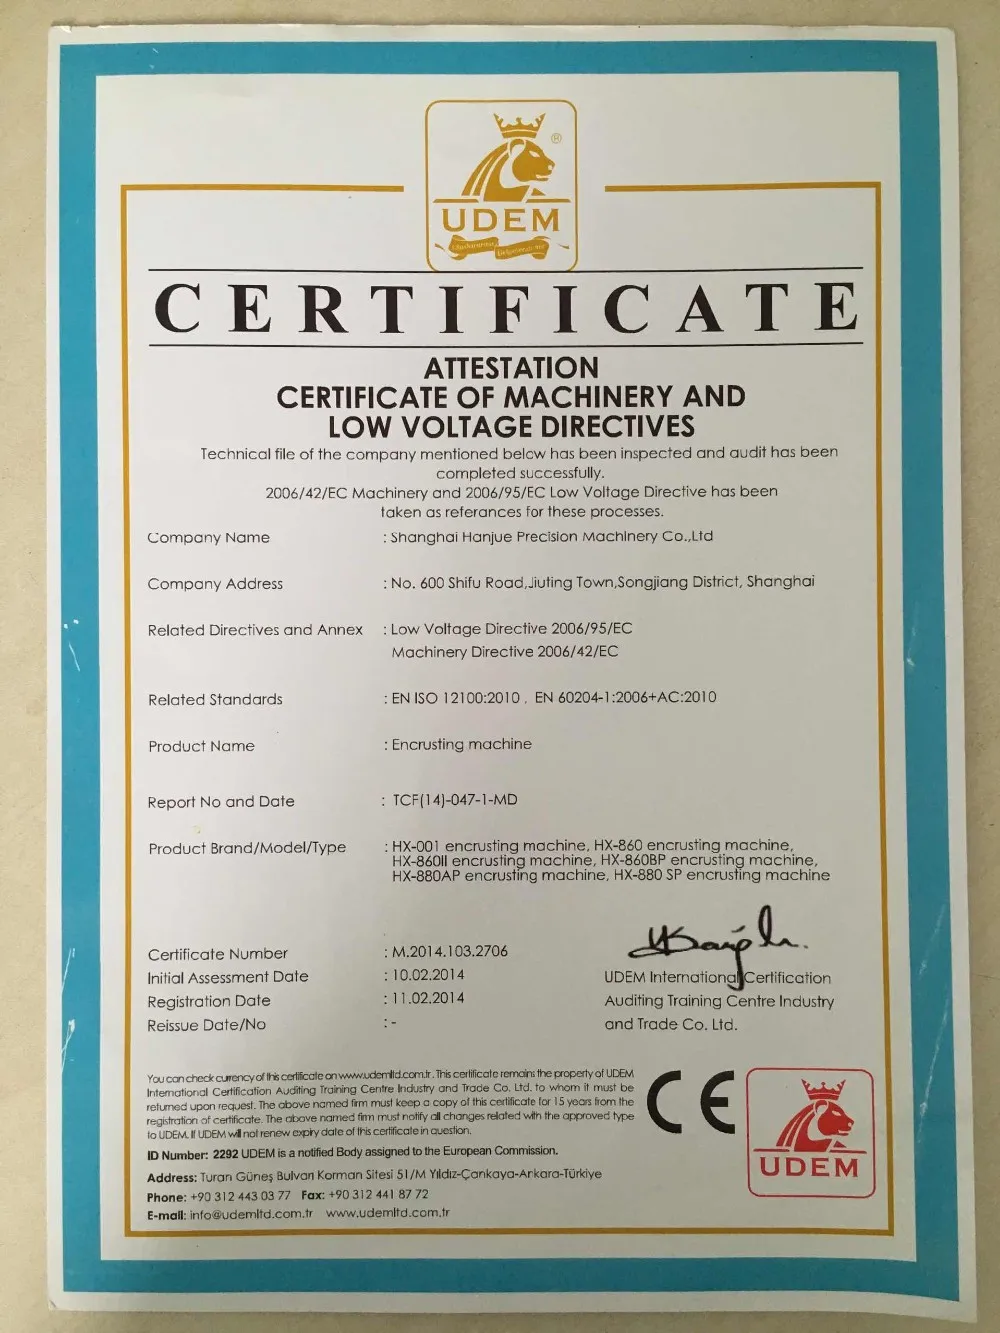 ®
UDEM
CERTIFICATE
ATTESTATION
CERTIFICATE OF MACHINERY AND
LOW VOLTAGE DIRECTIVES
Technical file of the company mentioned below has been inspected and audit has been
completed successfully.
2006/42/EC Machinery and 2006/95/EC Low Voltage Directive has been
taken as referances for these processes.
Company Name : Shanghai Hanjue Precision Machinery Co.,Ltd
Company Address : No. 600 Shifu Road,Jiuting Town,Songjiang District, Shanghai
Related Directives and Annex : Low Voltage Directive 2006/95/EC
Machinery Directive 2006/42/EC
Related Standards : EN ISO 12100:2010 , EN 60204-1:2006+AC:2010
Product Name : Encrusting machine
Report No and Date : TCF(14)-047-1-MD
Product Brand/Model/Type : HX-001 encrusting machine, HX-860 encrusting machine,
HX-860II encrusting machine, HX-860BP encrusting machine,
HX-880AP encrusting machine, HX-880 SP encrusting machine
Certificate Number : M.2014.103.2706
Initial Assessment Date : 10.02.2014
Registration Date : 11.02.2014
Reissue Date/No : -
UDEM International Certification
Auditing Training Centre Industry
and Trade Co. Ltd.
You can check currency of this certificate on www.udemltd.com.tr. This certificate remains the property of UDEM
International Certification Auditing Training Centre Industry and Trade Co. Ltd. to whom it must be
returned upon request. The above named firm must keep a copy of this certificate for 15 years from the
registration of certificate. The above named firm must notify all changes related with the approved type
to UDEM. If UDEM will not renew expiry date of this certificate in question.
ID Number: 2292 UDEM is a notified Body assigned to the European Commission.
Address: Turan Güneş Bulvarı Korman Sitesi 51/M Yıldız-Çankaya-Ankara-Türkiye
Phone: +90 312 443 03 77 Fax: +90 312 441 87 72
E-mail: info@udemltd.com.tr www.udemltd.com.tr
CE
UDEM